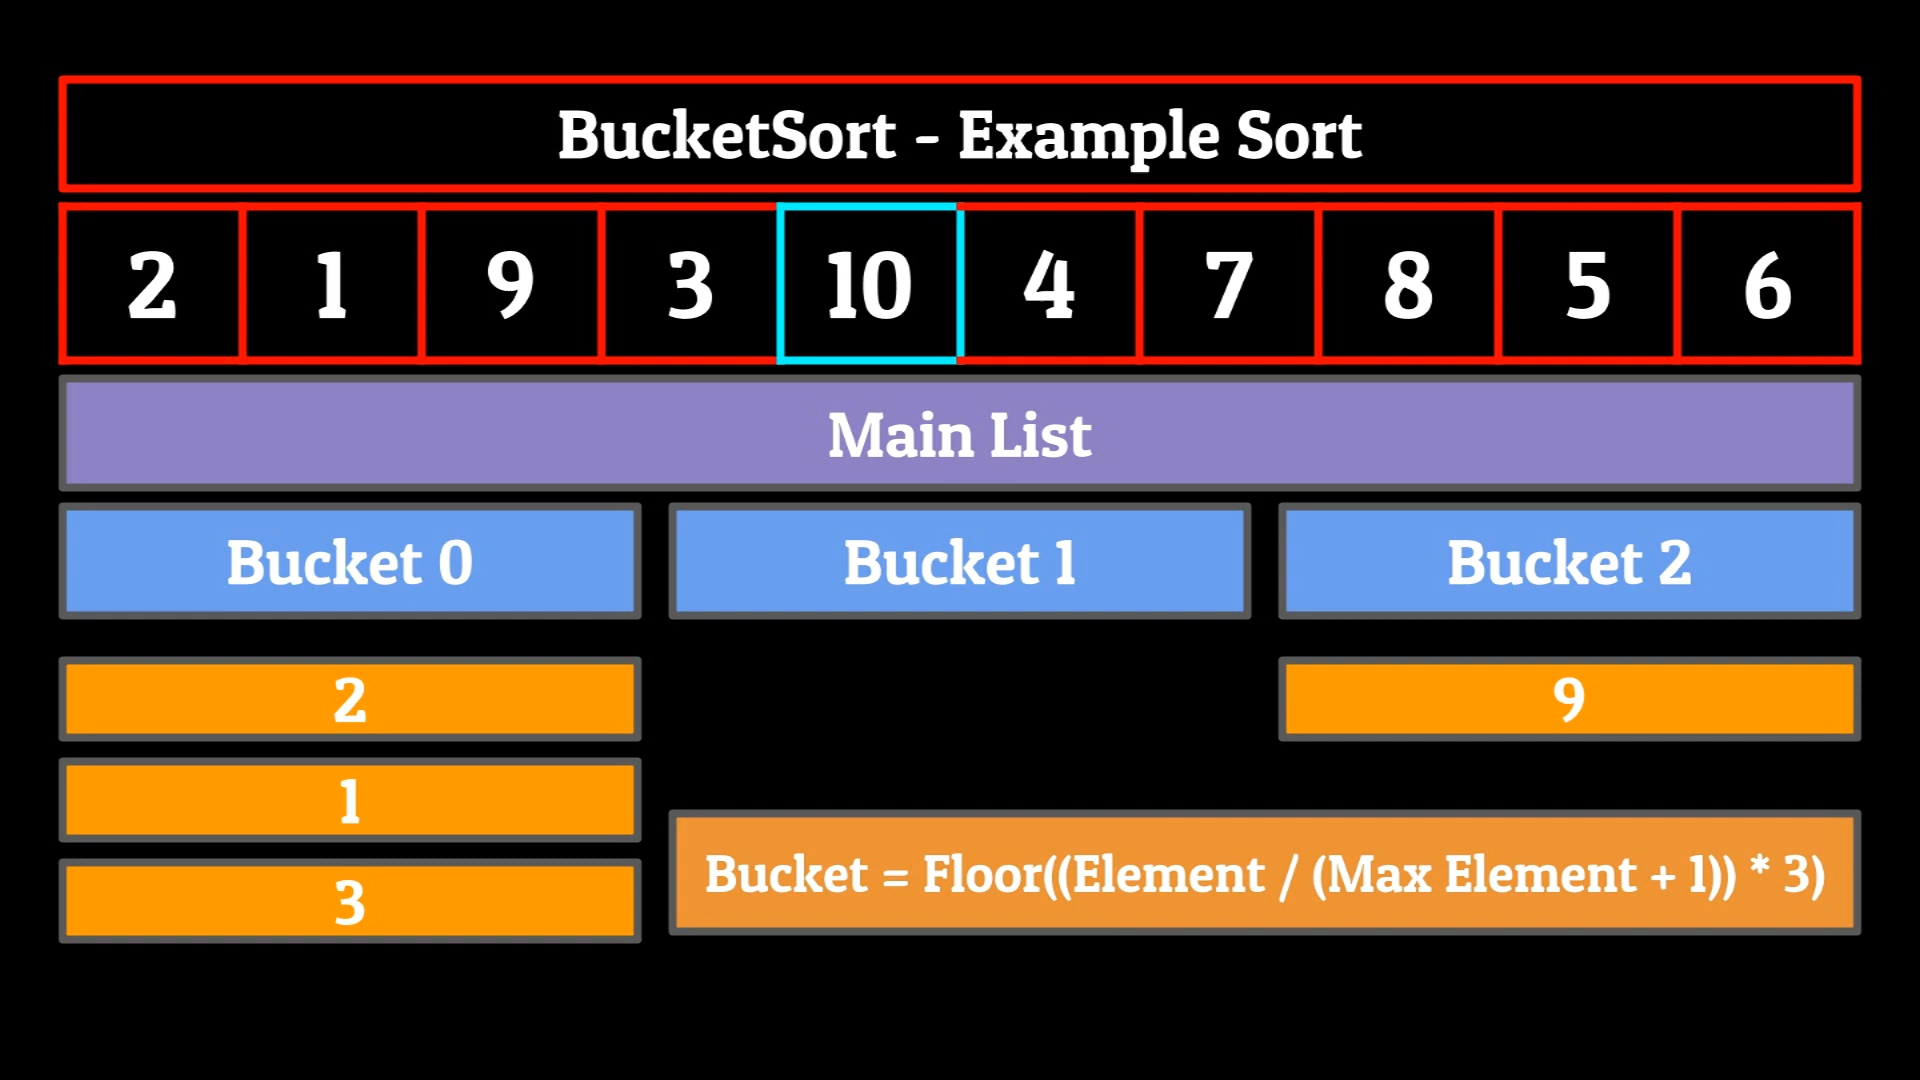 BucketSort - Example Sort
2 1 9 3 10 4 7 8 5 6
Main List
Bucket 0 Bucket 1 Bucket 2
2 9
1
Bucket = Floor((Element / (Max Element + 1)) * 3)
3